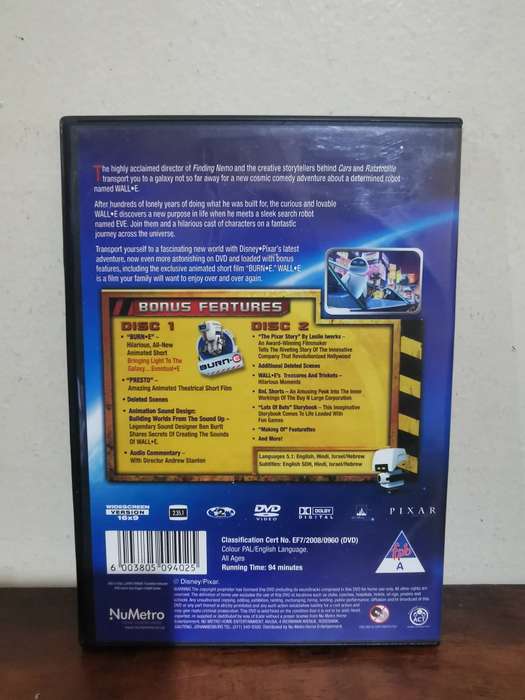 The highly acclaimed director of Finding Nemo and the creative storytellers behind Cars and Ratatouille
transport you to a galaxy not so far away for a new cosmic comedy adventure about a determined robot
named WALL•E.
After hundreds of lonely years of doing what he was built for, the curious and lovable
WALL•E discovers a new purpose in life when he meets a sleek search robot
named EVE. Join them and a hilarious cast of characters on a fantastic
journey across the universe.
Transport yourself to a fascinating new world with Disney•Pixar's latest
adventure, now even more astonishing on DVD and loaded with bonus
features, including the exclusive animated short film "BURN•E." WALL•E
is a film your family will want to enjoy over and over again.
BONUS FEATURES
DISC 1
• "BURN•E" –
Hilarious, All-New
Animated Short
Bringing Light To The
Galaxy... Eventual•E
BURN•E
• "PRESTO" –
Amazing Animated Theatrical Short Film
• Deleted Scenes
• Animation Sound Design:
Building Worlds From The Sound Up –
Legendary Sound Designer Ben Burtt
Shares Secrets Of Creating The Sounds
Of WALL•E.
• Audio Commentary –
With Director Andrew Stanton
DISC 2
• "The Pixar Story" By Leslie Iwerks –
An Award-Winning Filmmaker
Tells The Riveting Story Of The Innovative
Company That Revolutionized Hollywood
• Additional Deleted Scenes
• WALL•E's Treasures And Trinkets –
Hilarious Moments
• BnL Shorts – An Amusing Peek Into The Inner
Workings Of The Buy N Large Corporation
• "Lots Of Bots" Storybook – This Imaginative
Storybook Comes To Life Loaded With
Fun Games
• "Making Of" Featurettes
• And More!
Languages 5.1: English, Hindi, Israel/Hebrew
Subtitles: English SDH, Hindi, Israel/Hebrew
WIDESCREEN
VERSION
16x9
2.35:1
2
DVD
VIDEO
DOLBY
DIGITAL
PIXAR
Classification Cert No. EF7/2008/0960 (DVD)
Colour PAL/English Language.
All Ages
Running Time: 94 minutes
6 003805 094025
fpb
A
© Disney/Pixar.
NuMetro
ACT